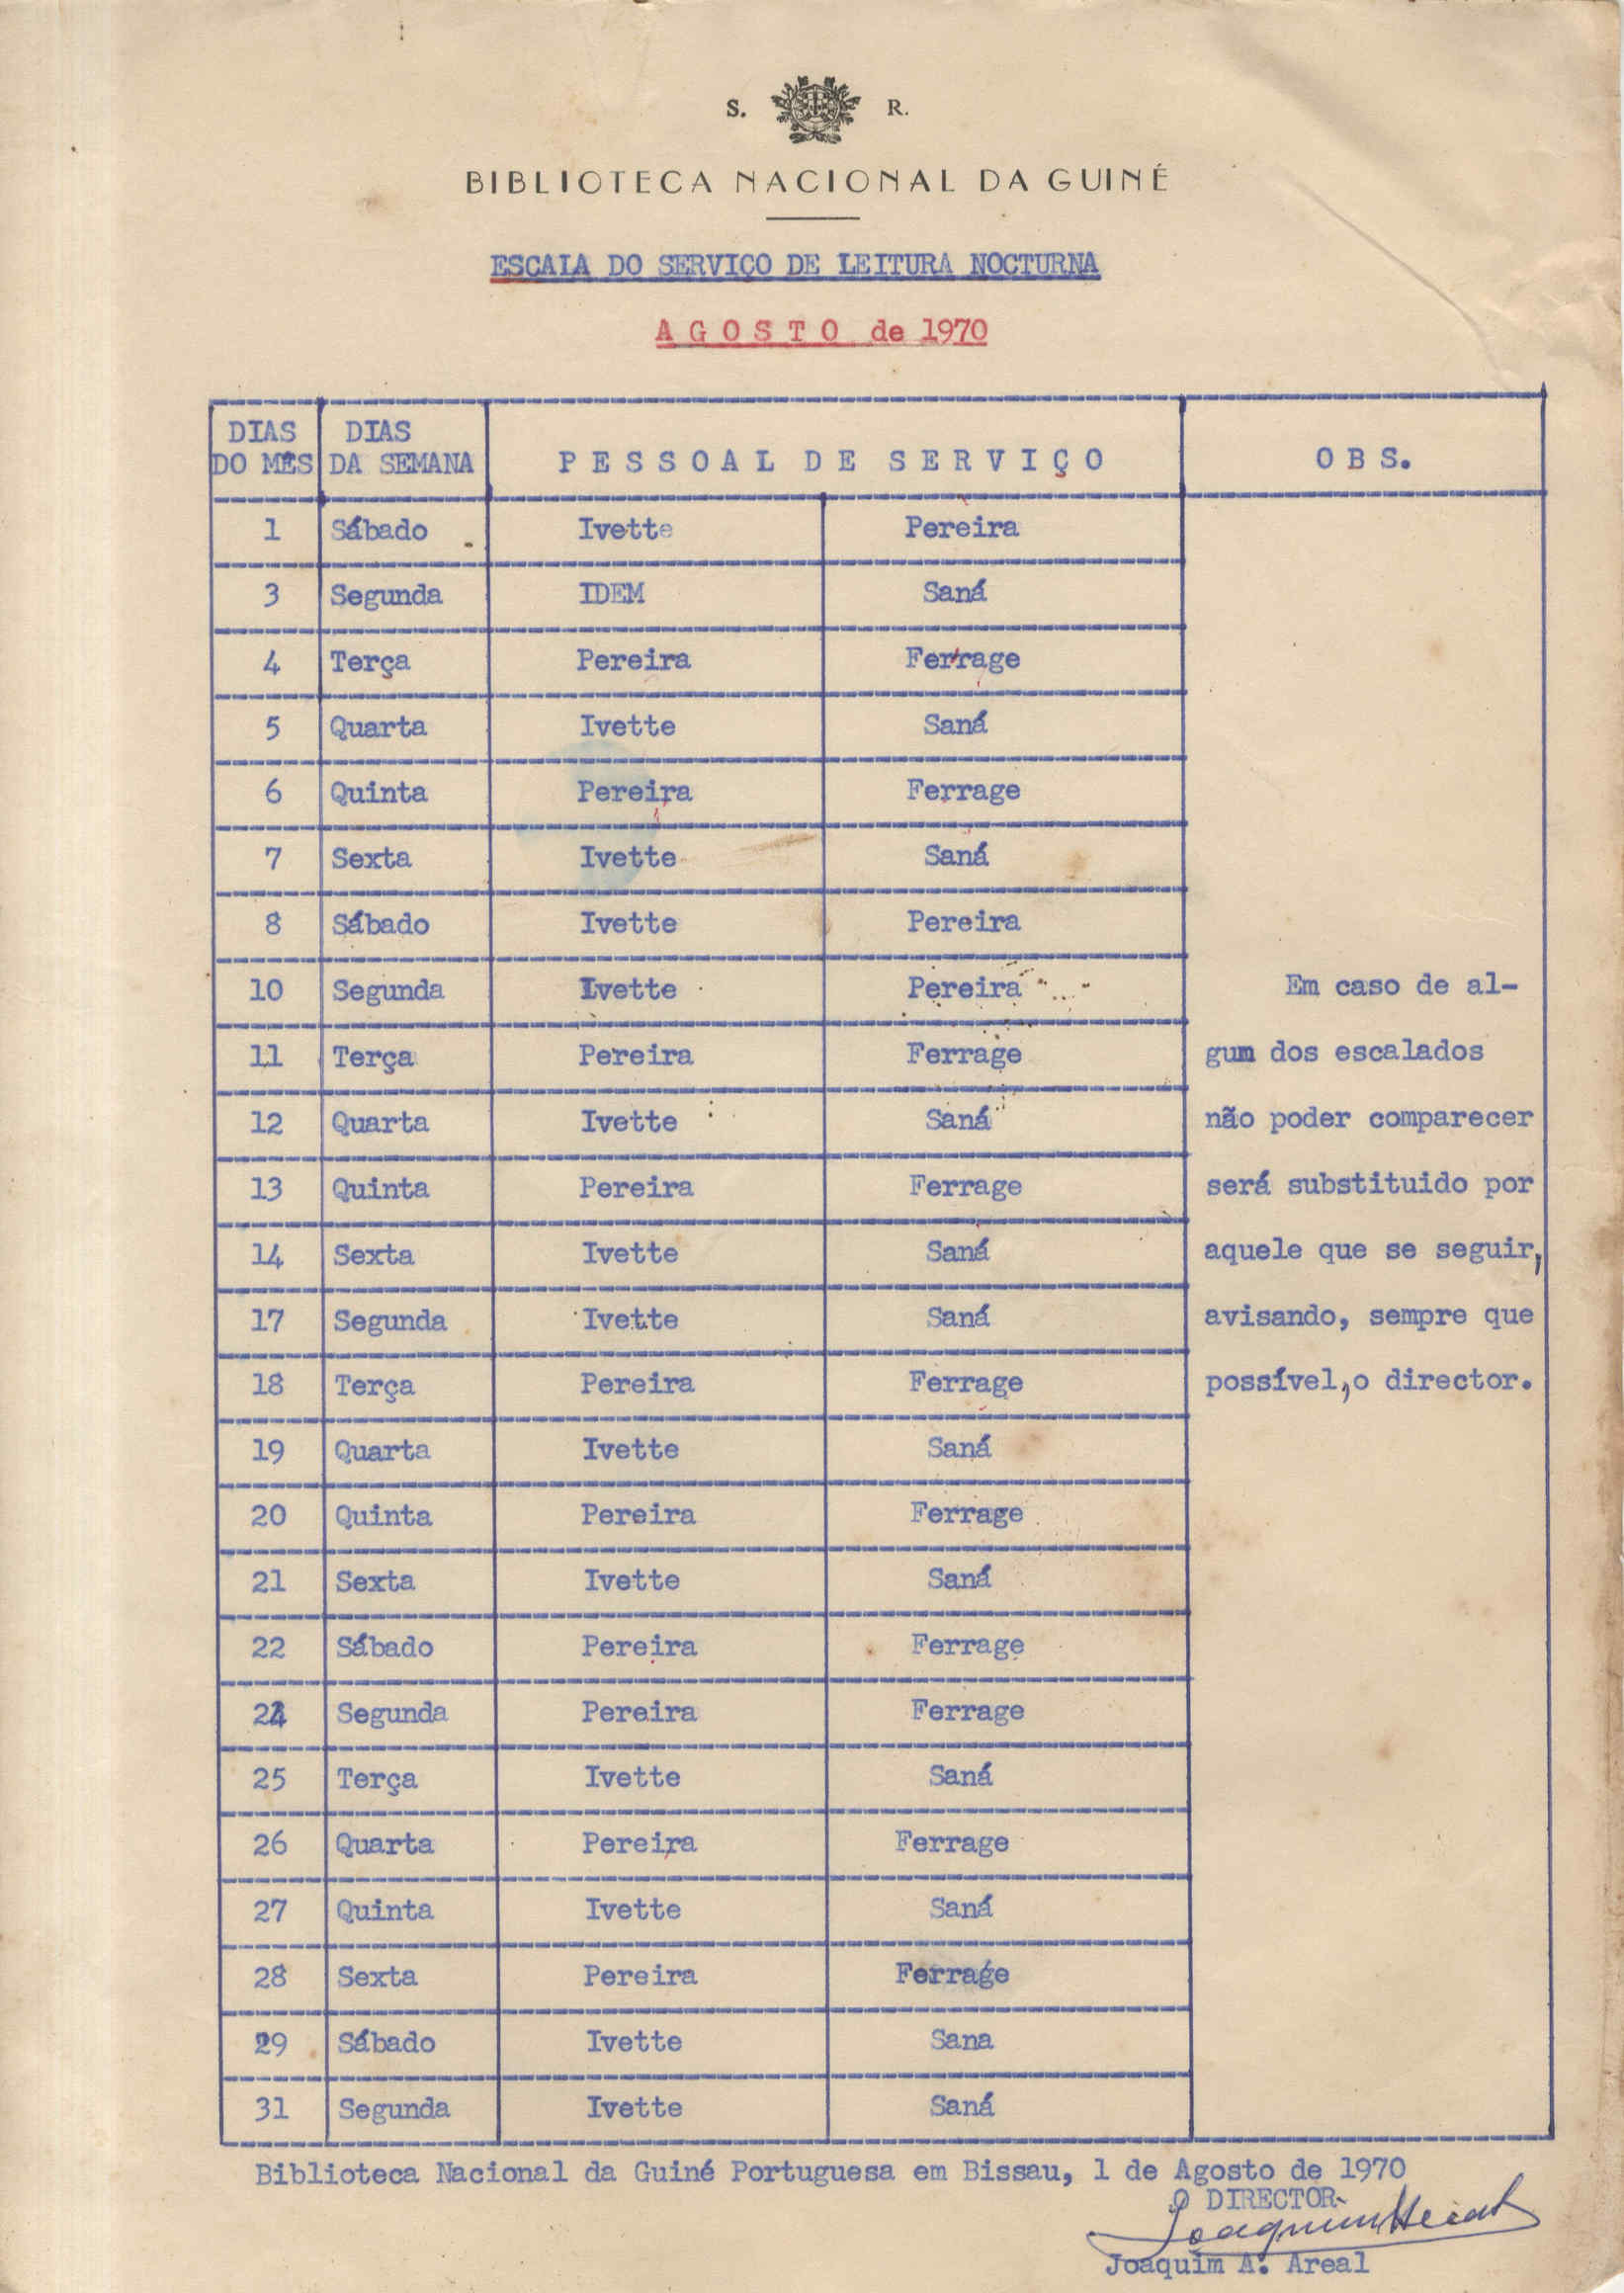 S. R.
BIBLIOTECA NACIONAL DA GUINÉ
ESCALA DO SERVIÇO DE LEITURA NOCTURNA
AGOSTO de 1970
DIAS DO MÊS DIAS DA SEMANA PESSOAL DE SERVIÇO OBS.
1 Sábado Ivette Pereira
3 Segunda IDEM Saná
4 Terça Pereira Ferrage
5 Quarta Ivette Saná
6 Quinta Pereira Ferrage
7 Sexta Ivette Saná
8 Sábado Ivette Pereira
10 Segunda Ivette Pereira
11 Terça Pereira Ferrage
12 Quarta Ivette Saná
13 Quinta Pereira Ferrage
14 Sexta Ivette Saná
17 Segunda Ivette Saná
18 Terça Pereira Ferrage
19 Quarta Ivette Saná
20 Quinta Pereira Ferrage
21 Sexta Ivette Saná
22 Sábado Pereira Ferrage
24 Segunda Pereira Ferrage
25 Terça Ivette Saná
26 Quarta Pereira Ferrage
27 Quinta Ivette Saná
28 Sexta Pereira Ferrage
29 Sábado Ivette Sana
31 Segunda Ivette Saná
Em caso de al-
gum dos escalados
não poder comparecer
será substituido por
aquele que se seguir,
avisando, sempre que
possível,o director.
Biblioteca Nacional da Guiné Portuguesa em Bissau, 1 de Agosto de 1970
O DIRECTOR
Joaquim Areal
Joaquim A. Areal